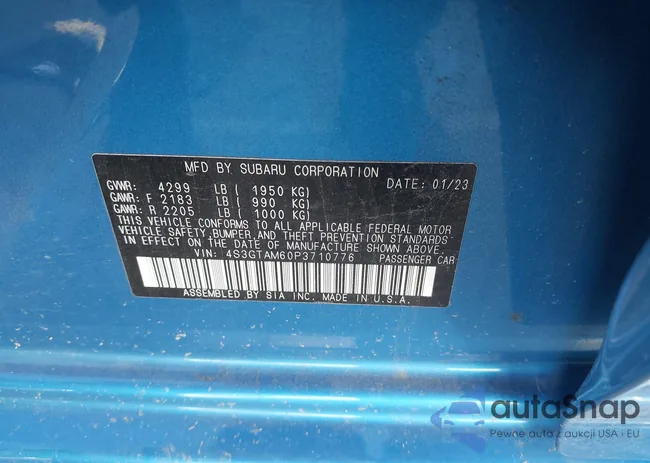 MFD BY SUBARU CORPORATION
GVWR: 4299 LB ( 1950 KG) DATE: 01/23
GAWR: F 2183 LB ( 990 KG)
GAWR: R 2205 LB ( 1000 KG)
THIS VEHICLE CONFORMS TO ALL APPLICABLE FEDERAL MOTOR
VEHICLE SAFETY,BUMPER,AND THEFT PREVENTION STANDARDS
IN EFFECT ON THE DATE OF MANUFACTURE SHOWN ABOVE.
VIN: 4S3GTAM60P3710776 PASSENGER CAR
ASSEMBLED BY SIA INC. MADE IN U.S.A.
autoSnap
Pewne auto z aukcji USA i EU